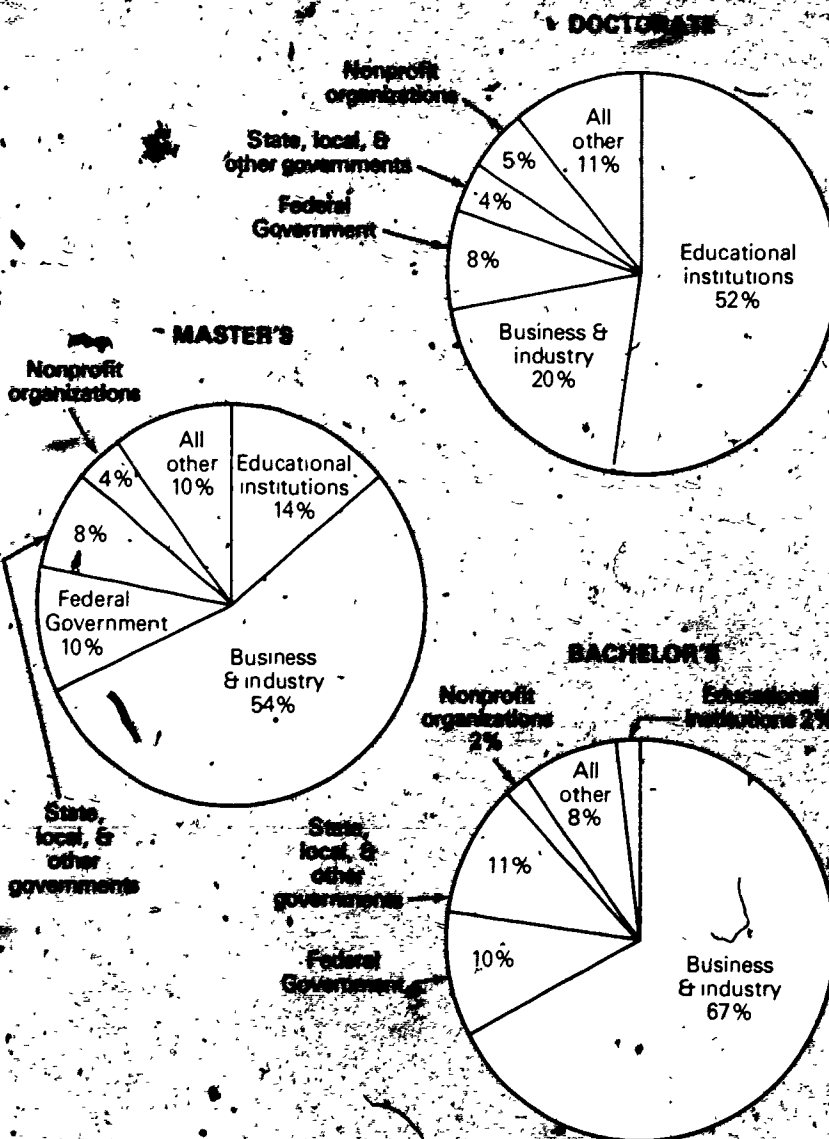 DOCTORATE
Nonprofit
organizations
State, local, &
other governments
Federal
Government
All
other
11%
5%
4%
8%
Educational
institutions
52%
Business &
industry
20%
MASTER'S
Nonprofit
organizations
All
other
10%
Educational
institutions
14%
4%
8%
Federal
Government
10%
Business
& industry
54%
State,
local, &
other
governments
BACHELOR'S
Nonprofit
organizations
2%
Educational
institutions 2%
All
other
8%
State,
local, &
other
governments
11%
Federal
Government
10%
Business
& industry
67%